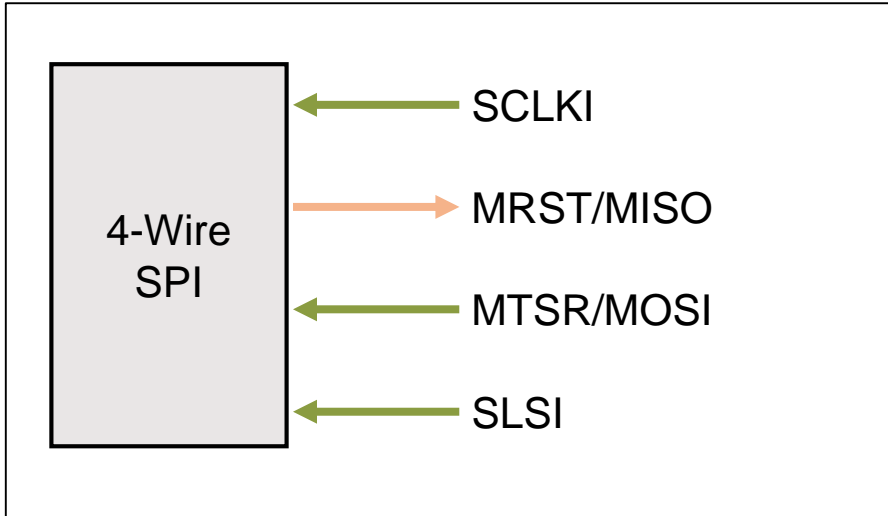 4-Wire
SPI
SCLKI
MRST/MISO
MTSR/MOSI
SLSI